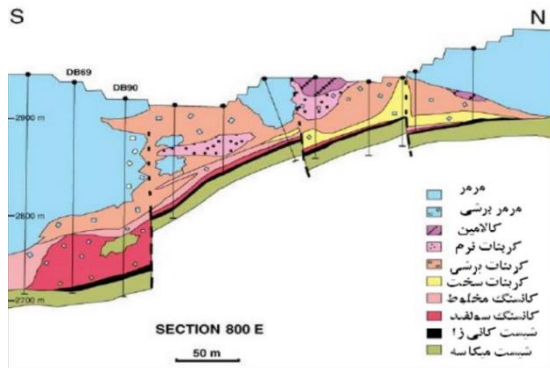 S N
DB69
DB90
2900 m
2800 m
2700 m
مرمر
مرمر برشی
کالامین
کربنات نرم
کربنات برشی
کربنات سخت
کانسنگ مخلوط
کانسنگ سولفید
شیست کانی زا
شیست میکاسه
SECTION 800 E
50 m